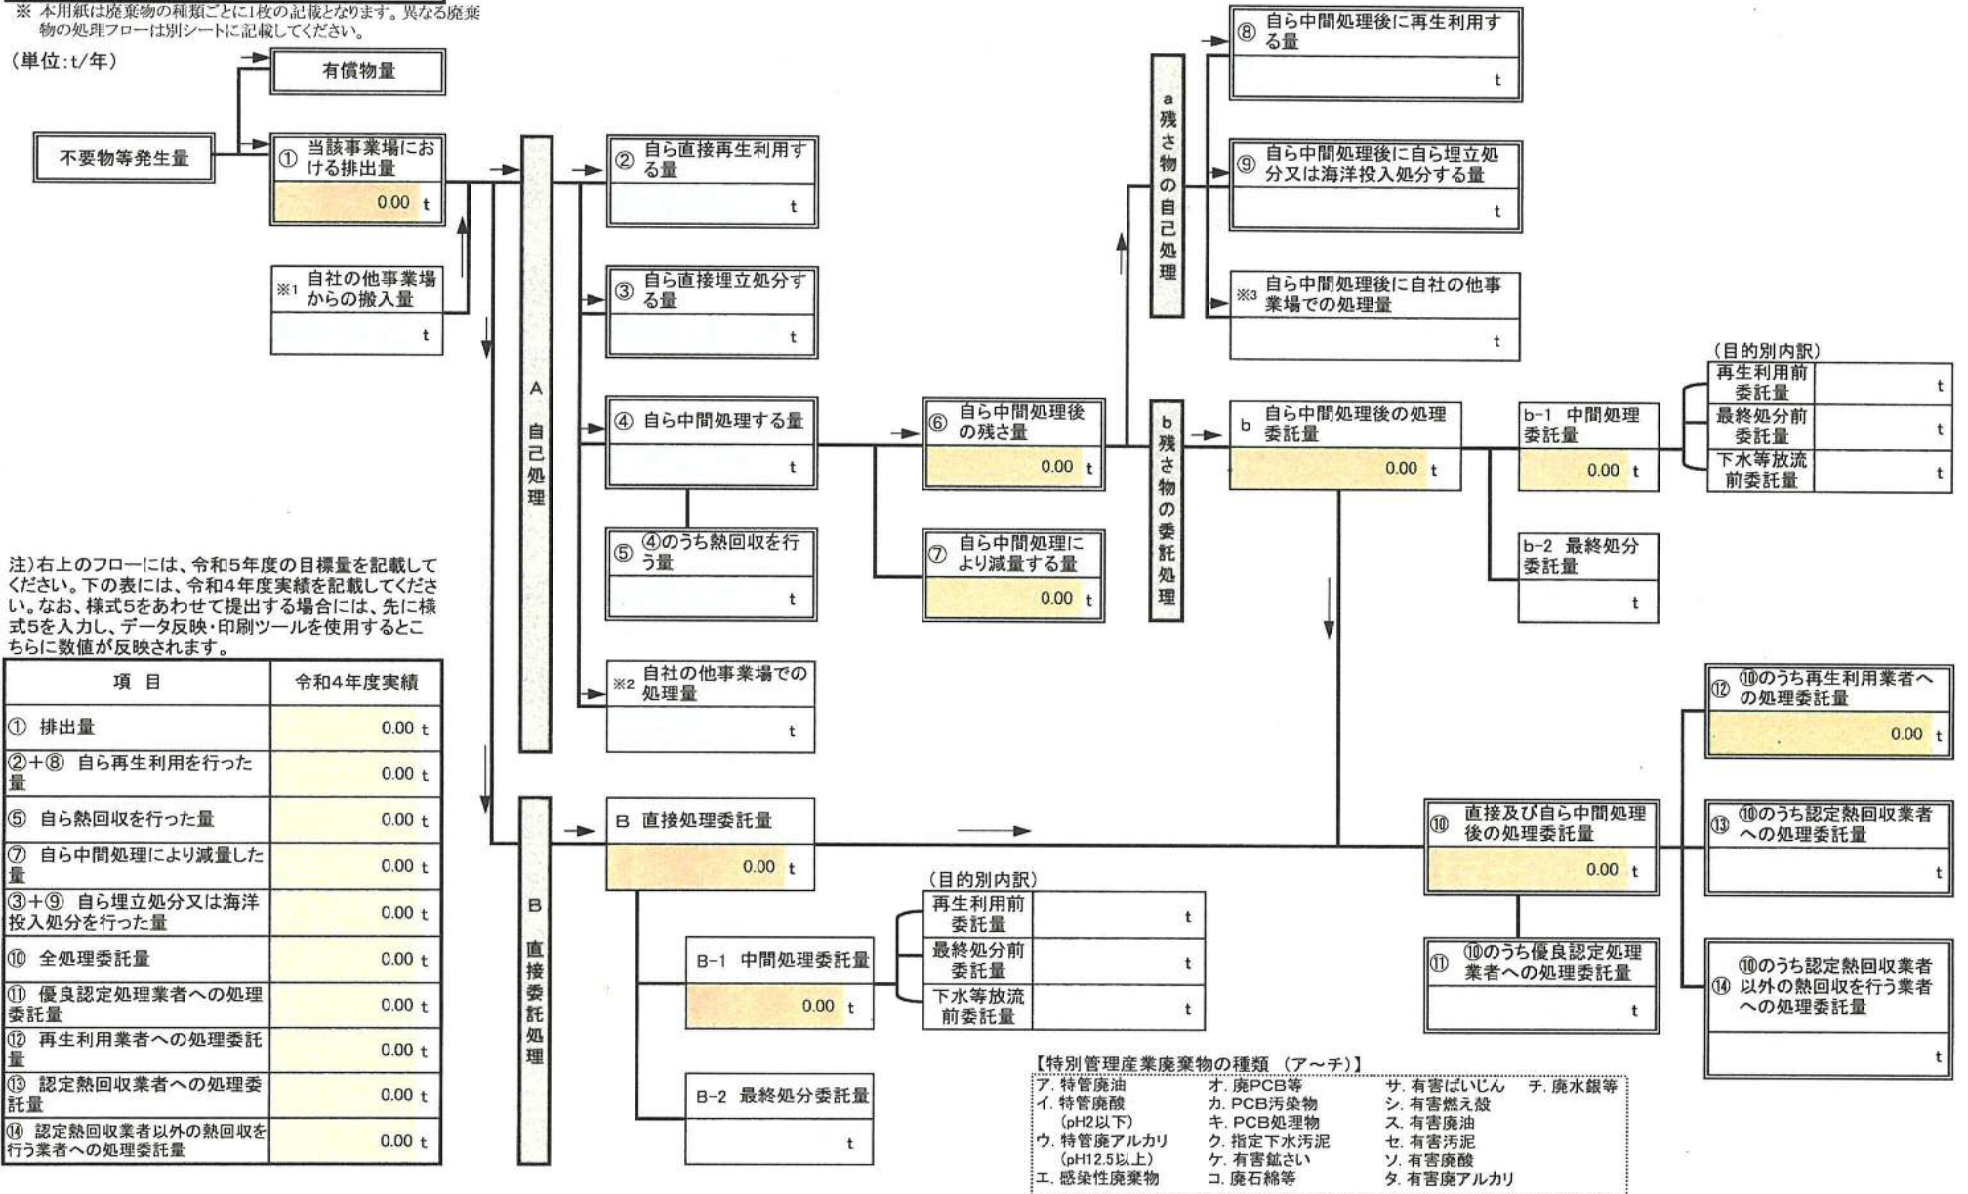 ※ 本用紙は廃棄物の種類ごとに1枚の記載となります。異なる廃棄
物の処理フローは別シートに記載してください。
(単位:t/年)
有償物量
不要物等発生量
① 当該事業場にお
ける排出量
0.00 t
※1 自社の他事業場
からの搬入量
t
A 自己処理
② 自ら直接再生利用す
る量
t
③ 自ら直接埋立処分す
る量
t
④ 自ら中間処理する量
t
⑤ ④のうち熱回収を行
う量
t
※2 自社の他事業場での
処理量
t
⑥ 自ら中間処理後
の残さ量
0.00 t
⑦ 自ら中間処理に
より減量する量
0.00 t
a 残さ物の自己処理
⑧ 自ら中間処理後に再生利用す
る量
t
⑨ 自ら中間処理後に自ら埋立処
分又は海洋投入処分する量
t
※3 自ら中間処理後に自社の他事
業場での処理量
t
b 残さ物の委託処理
b 自ら中間処理後の処理
委託量
0.00 t
b-1 中間処理
委託量
0.00 t
(目的別内訳)
再生利用前
委託量 t
最終処分前
委託量 t
下水等放流
前委託量 t
b-2 最終処分
委託量
t
注)右上のフローには、令和5年度の目標量を記載して
ください。下の表には、令和4年度実績を記載してくださ
い。なお、様式5をあわせて提出する場合には、先に様
式5を入力し、データ反映・印刷ツールを使用するとこ
ちらに数値が反映されます。
項 目 令和4年度実績
① 排出量 0.00 t
②+⑧ 自ら再生利用を行った
量 0.00 t
⑤ 自ら熱回収を行った量 0.00 t
⑦ 自ら中間処理により減量した
量 0.00 t
③+⑨ 自ら埋立処分又は海洋
投入処分を行った量 0.00 t
⑩ 全処理委託量 0.00 t
⑪ 優良認定処理業者への処理
委託量 0.00 t
⑫ 再生利用業者への処理委託
量 0.00 t
⑬ 認定熱回収業者への処理委
託量 0.00 t
⑭ 認定熱回収業者以外の熱回収を
行う業者への処理委託量 0.00 t
B 直接委託処理
B 直接処理委託量
0.00 t
B-1 中間処理委託量
0.00 t
(目的別内訳)
再生利用前
委託量 t
最終処分前
委託量 t
下水等放流
前委託量 t
B-2 最終処分委託量
t
⑩ 直接及び自ら中間処理
後の処理委託量
0.00 t
⑪ ⑩のうち優良認定処理
業者への処理委託量
t
⑫ ⑩のうち再生利用業者へ
の処理委託量
0.00 t
⑬ ⑩のうち認定熱回収業者
への処理委託量
t
⑭ ⑩のうち認定熱回収業者
以外の熱回収を行う業者
への処理委託量
t
【特別管理産業廃棄物の種類 (ア～チ)】
ア. 特管廃油 オ. 廃PCB等 サ. 有害ばいじん チ. 廃水銀等
イ. 特管廃酸 カ. PCB汚染物 シ. 有害燃え殻
(pH2以下) キ. PCB処理物 ス. 有害廃油
ウ. 特管廃アルカリ ク. 指定下水汚泥 セ. 有害汚泥
(pH12.5以上) ケ. 有害鉱さい ソ. 有害廃酸
エ. 感染性廃棄物 コ. 廃石綿等 タ. 有害廃アルカリ